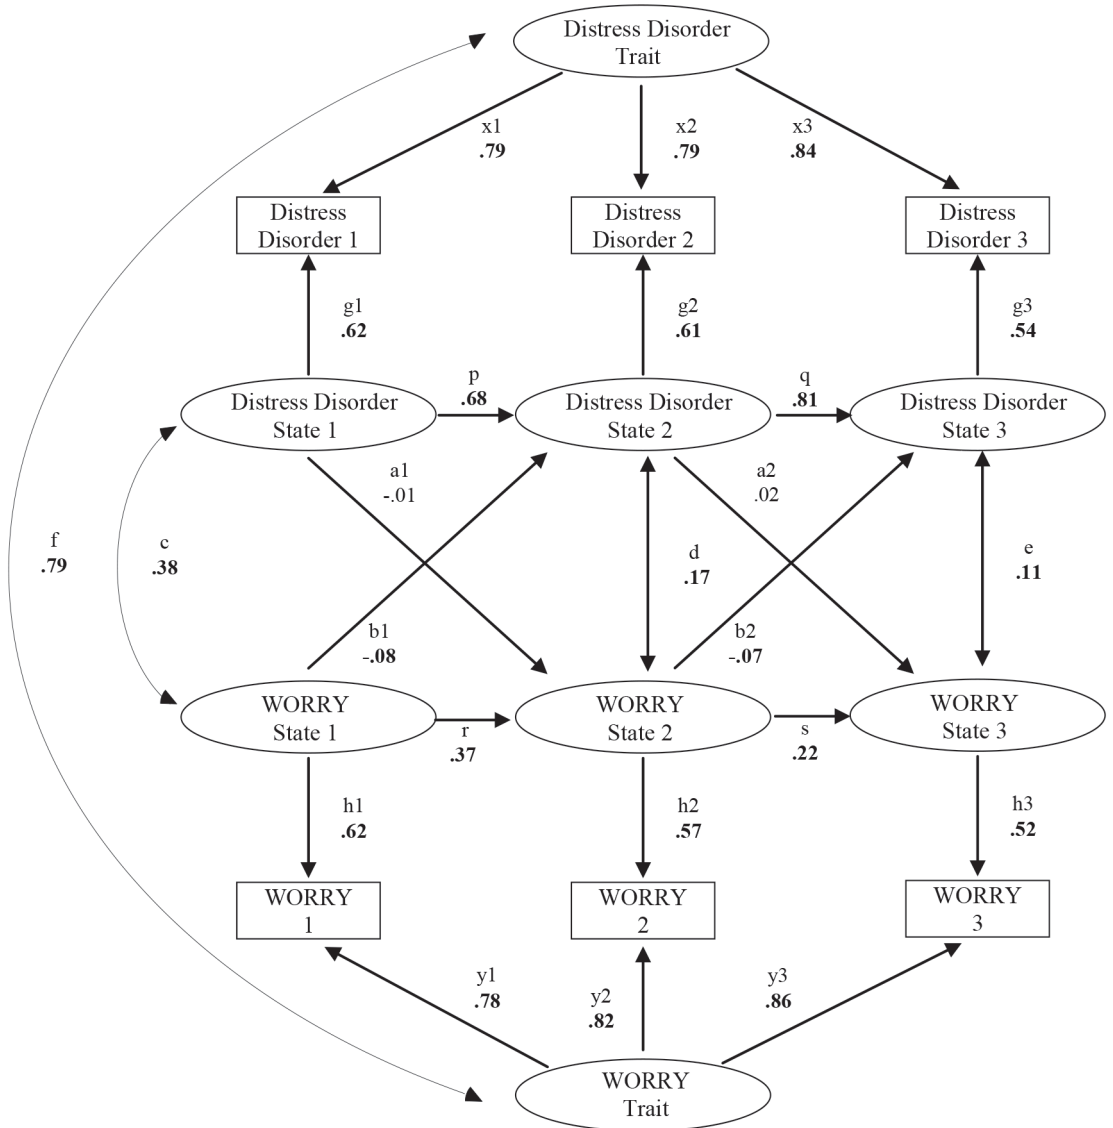 Distress Disorder
Trait
x1
.79
x2
.79
x3
.84
Distress
Disorder 1
Distress
Disorder 2
Distress
Disorder 3
g1
.62
g2
.61
g3
.54
Distress Disorder
State 1
p
.68
Distress Disorder
State 2
q
.81
Distress Disorder
State 3
a1
-.01
a2
.02
f
.79
c
.38
d
.17
e
.11
b1
-.08
b2
-.07
WORRY
State 1
r
.37
WORRY
State 2
s
.22
WORRY
State 3
h1
.62
h2
.57
h3
.52
WORRY
1
WORRY
2
WORRY
3
y1
.78
y2
.82
y3
.86
WORRY
Trait